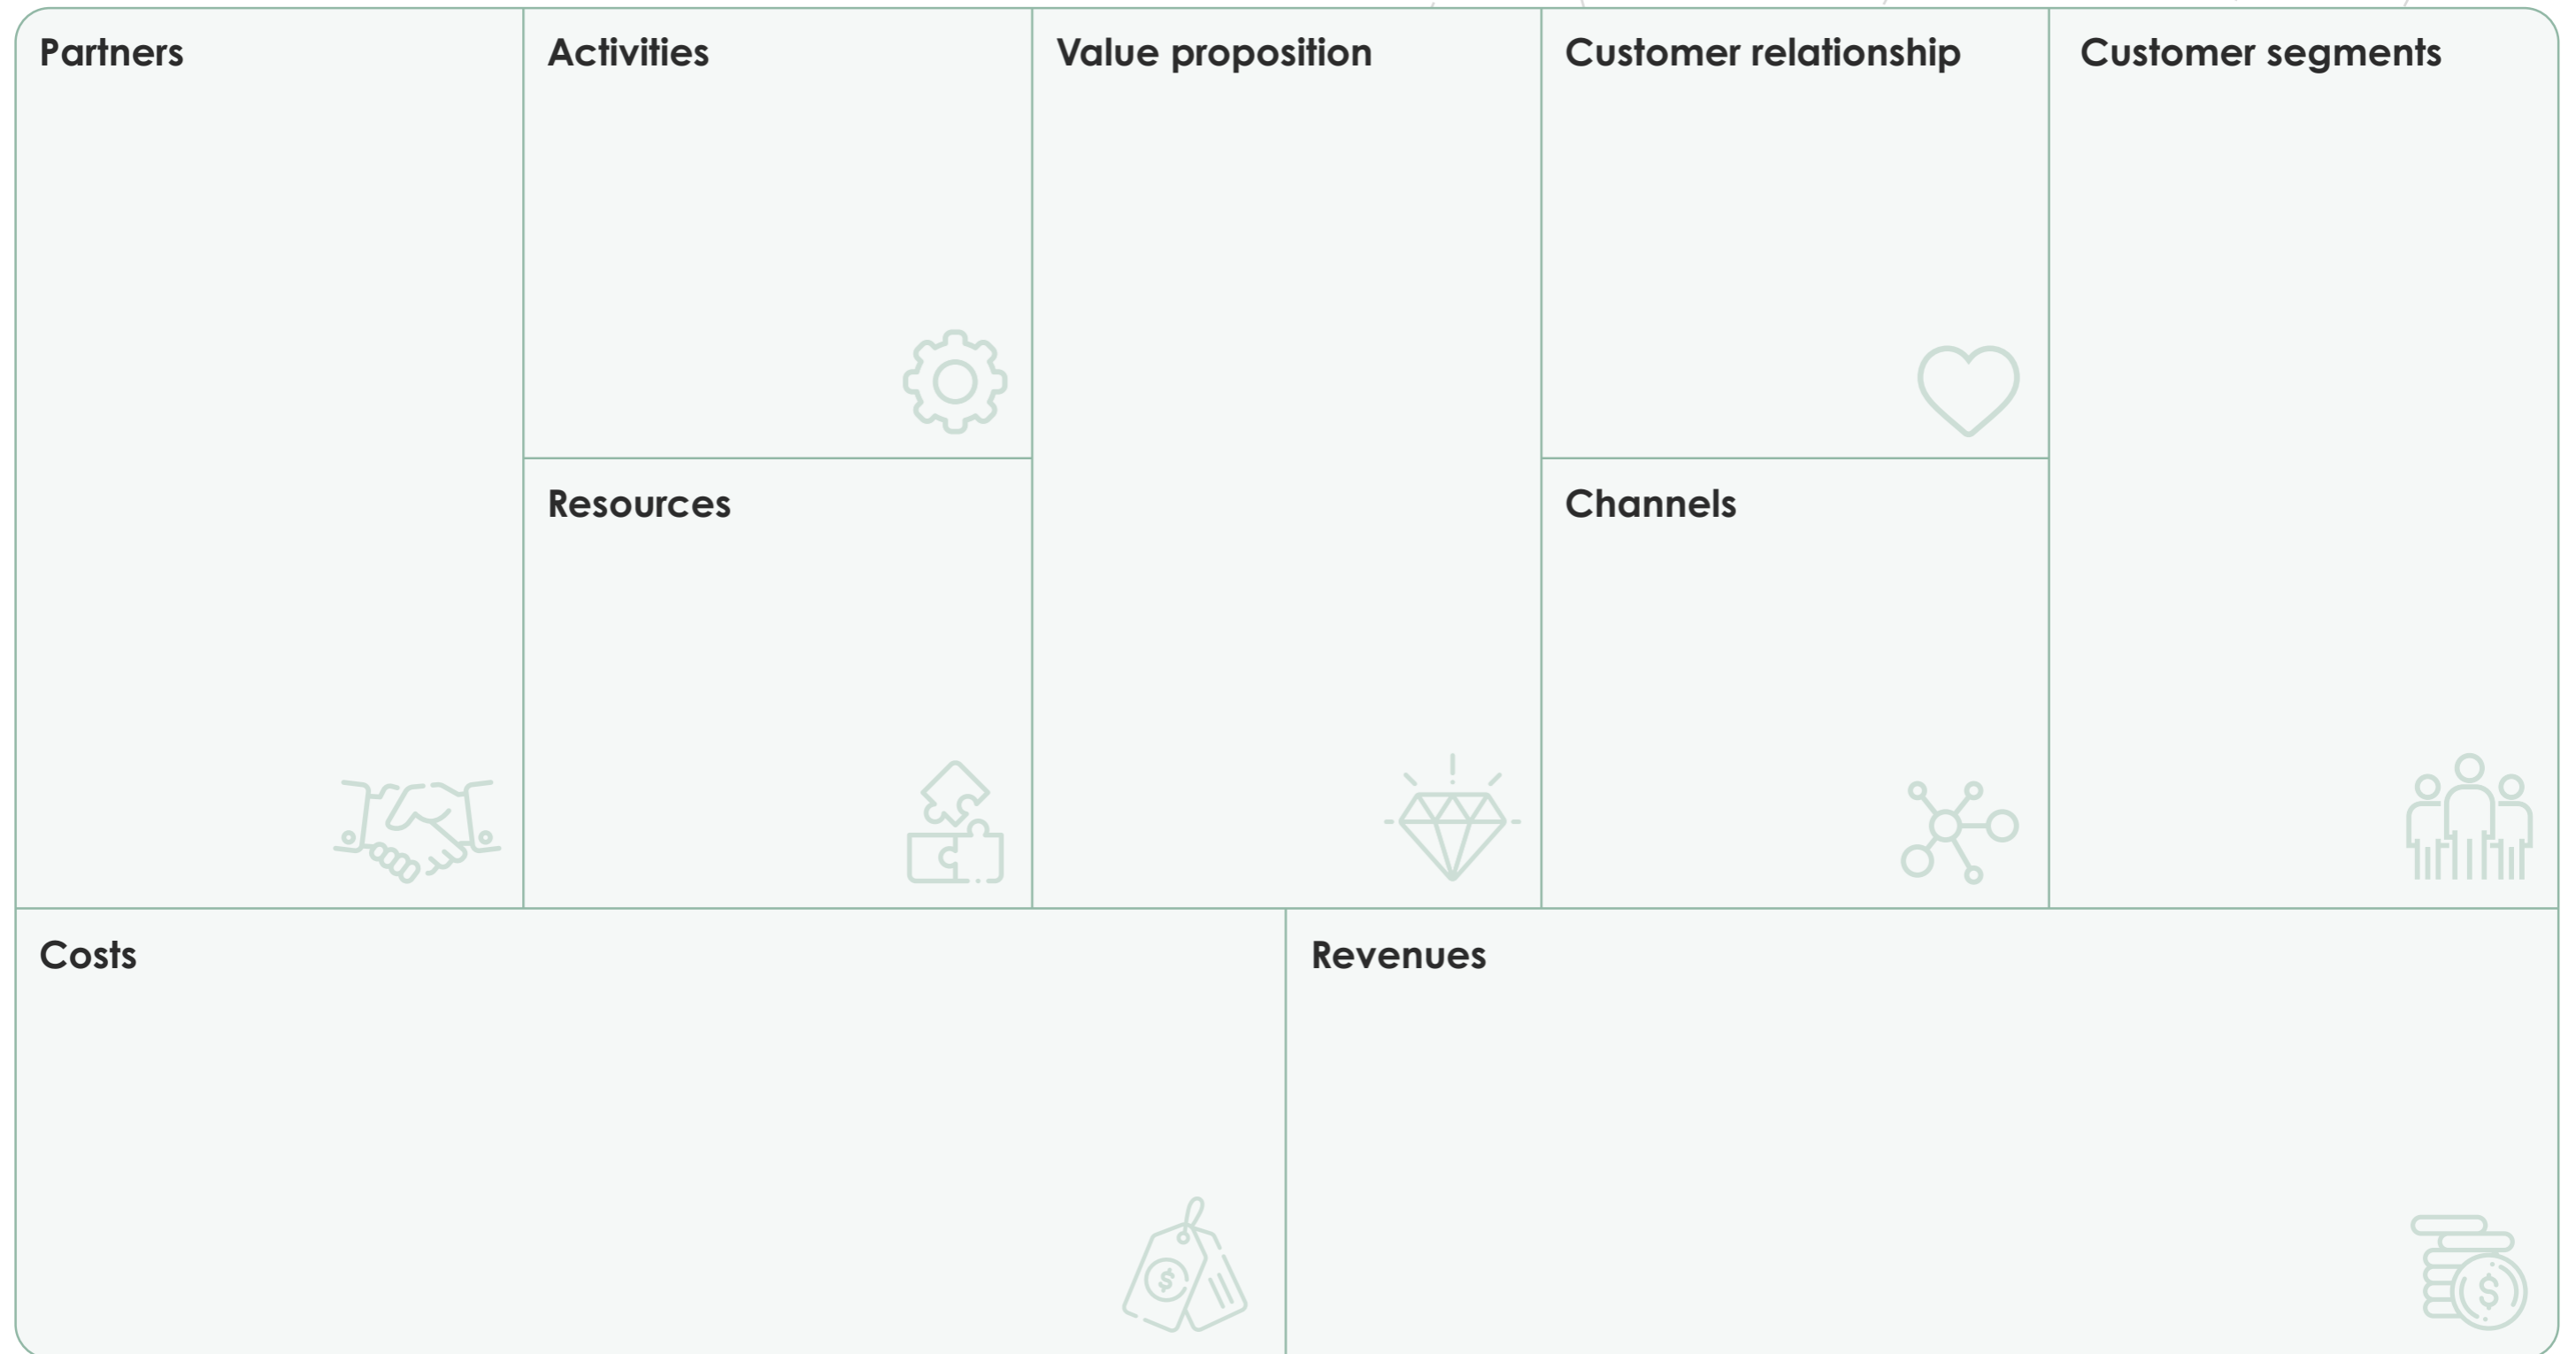 Partners
Activities
Value proposition
Customer relationship
Customer segments
Resources
Channels
Costs
Revenues
$
$